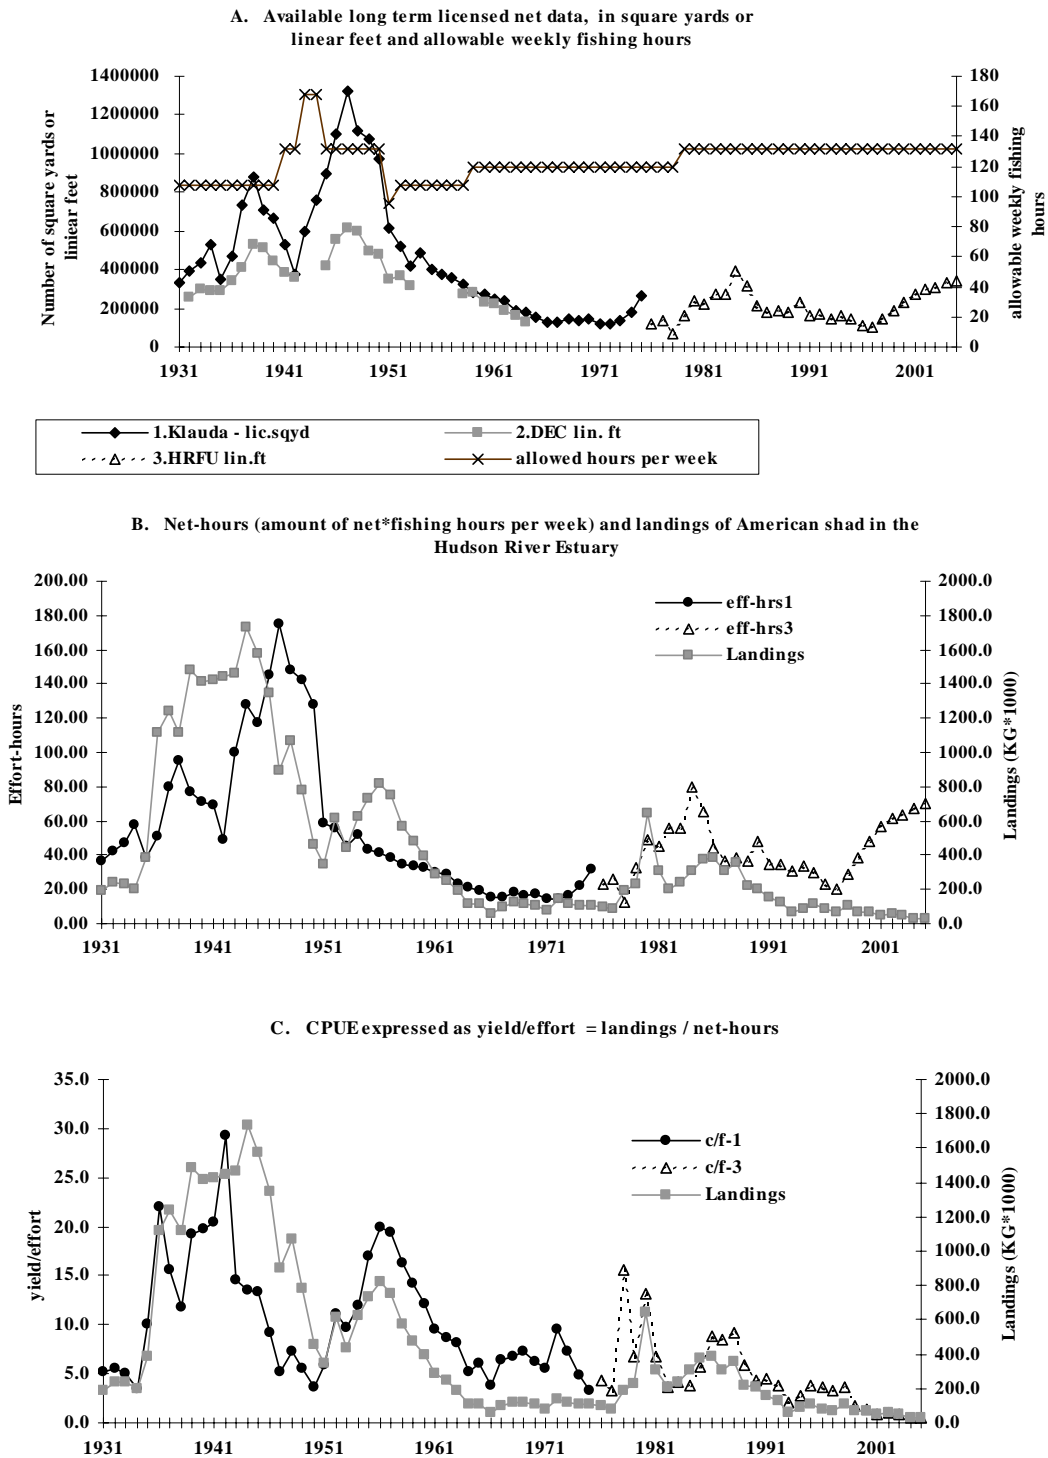 A. Available long term licensed net data, in square yards or
linear feet and allowable weekly fishing hours
Number of square yards or
liniear feet
1400000
1200000
1000000
800000
600000
400000
200000
0
180
160
140
120
100
80
60
40
20
0
allowable weekly fishing
hours
1931 1941 1951 1961 1971 1981 1991 2001
1.Klauda - lic.sqyd
2.DEC lin. ft
3.HRFU lin.ft
allowed hours per week
B. Net-hours (amount of net*fishing hours per week) and landings of American shad in the
Hudson River Estuary
Effort-hours
200.00
180.00
160.00
140.00
120.00
100.00
80.00
60.00
40.00
20.00
0.00
eff-hrs1
eff-hrs3
Landings
2000.0
1800.0
1600.0
1400.0
1200.0
1000.0
800.0
600.0
400.0
200.0
0.0
Landings (KG*1000)
1931 1941 1951 1961 1971 1981 1991 2001
C. CPUE expressed as yield/effort = landings / net-hours
yield/effort
35.0
30.0
25.0
20.0
15.0
10.0
5.0
0.0
c/f-1
c/f-3
Landings
2000.0
1800.0
1600.0
1400.0
1200.0
1000.0
800.0
600.0
400.0
200.0
0.0
Landings (KG*1000)
1931 1941 1951 1961 1971 1981 1991 2001